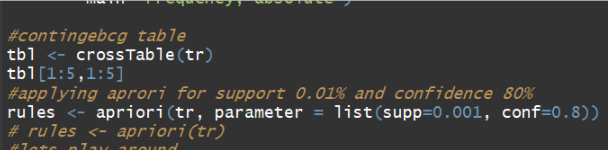 main= "frequency, absolute")
#contingebcg table
tbl <- crossTable(tr)
tbl[1:5,1:5]
#applying aprori for support 0.01% and confidence 80%
rules <- apriori(tr, parameter = list(supp=0.001, conf=0.8))
# rules <- apriori(tr)
#lets play around